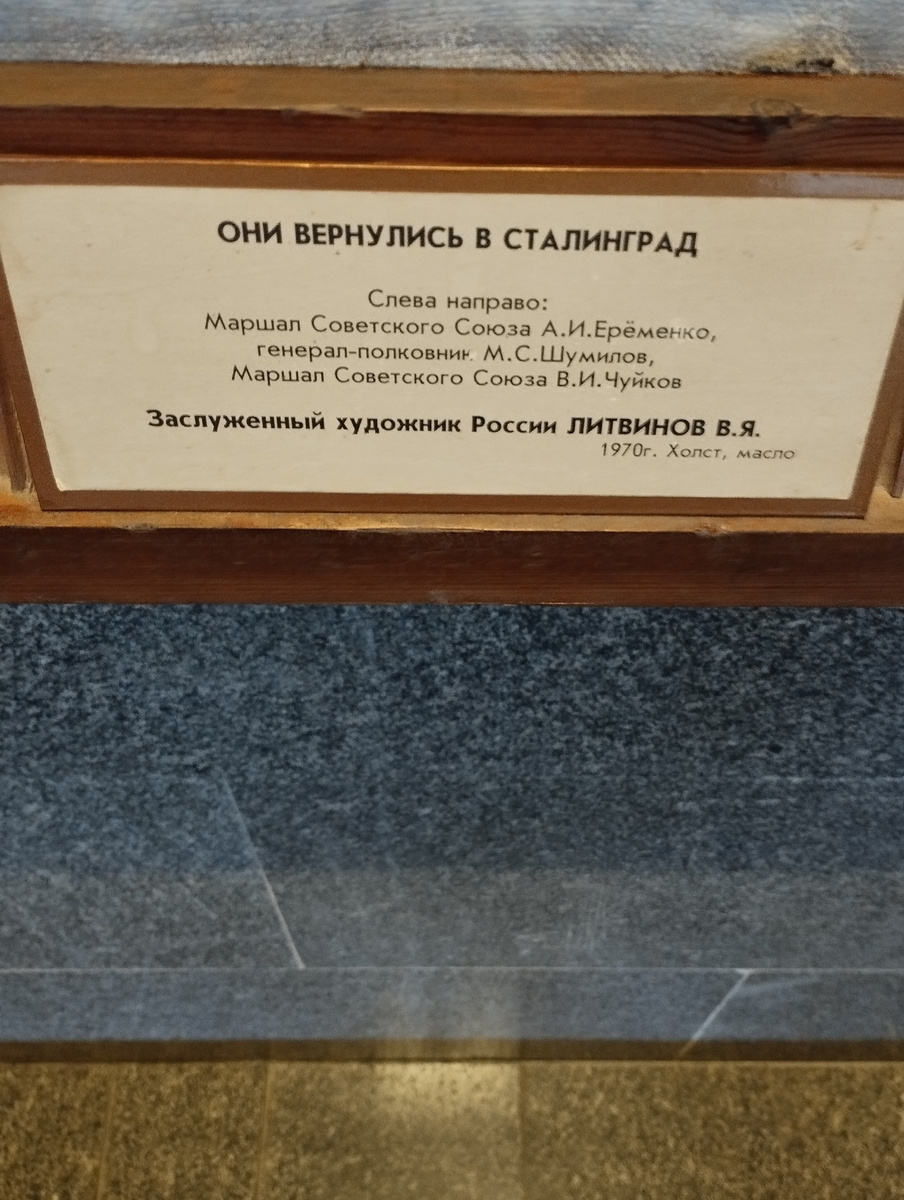 ОНИ ВЕРНУЛИСЬ В СТАЛИНГРАД
Слева направо:
Маршал Советского Союза А.И.Ерёменко,
генерал-полковник М.С.Шумилов,
Маршал Советского Союза В.И.Чуйков
Заслуженный художник России ЛИТВИНОВ В.Я.
1970г. Холст, масло